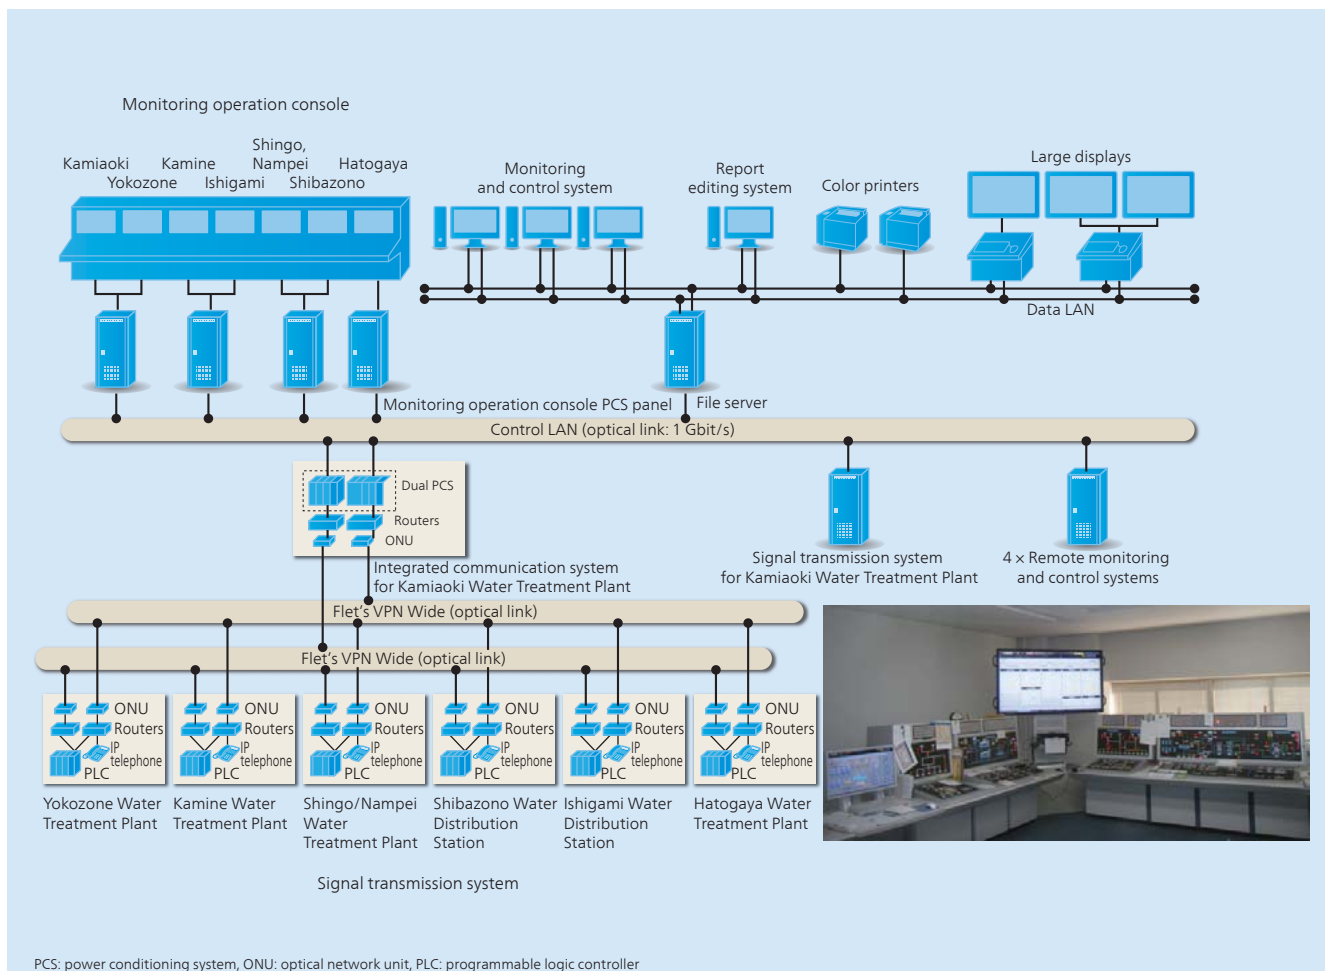 Monitoring operation console
Kamiaoki
Yokozone
Kamine
Ishigami
Shingo,
Nampei
Shibazono
Hatogaya
Monitoring
and control system
Report
editing system
Color printers
Large displays
Data LAN
Monitoring operation console PCS panel
File server
Control LAN (optical link: 1 Gbit/s)
Dual PCS
Routers
ONU
Integrated communication system
for Kamiaoki Water Treatment Plant
Signal transmission system
for Kamiaoki Water Treatment Plant
4 × Remote monitoring
and control systems
Flet's VPN Wide (optical link)
Flet's VPN Wide (optical link)
ONU
Routers
IP
telephone
PLC
Yokozone Water
Treatment Plant
ONU
Routers
IP
telephone
PLC
Kamine Water
Treatment Plant
ONU
Routers
IP
telephone
PLC
Shingo/Nampei
Water
Treatment Plant
ONU
Routers
IP
telephone
PLC
Shibazono Water
Distribution
Station
ONU
Routers
IP
telephone
PLC
Ishigami Water
Distribution
Station
ONU
Routers
IP
telephone
PLC
Hatogaya Water
Treatment Plant
Signal transmission system
PCS: power conditioning system, ONU: optical network unit, PLC: programmable logic controller